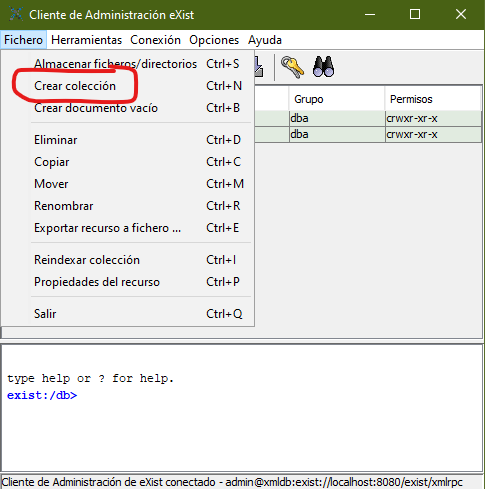 Cliente de Administración eXist
Fichero Herramientas Conexión Opciones Ayuda
Almacenar ficheros/directorios Ctrl+S
Crear colección Ctrl+N
Crear documento vacío Ctrl+B
Eliminar Ctrl+D
Copiar Ctrl+C
Mover Ctrl+M
Renombrar Ctrl+R
Exportar recurso a fichero ... Ctrl+E
Reindexar colección Ctrl+I
Propiedades del recurso Ctrl+P
Salir Ctrl+Q
Grupo Permisos
dba crwxr-xr-x
dba crwxr-xr-x
type help or ? for help.
exist:/db>
Cliente de Administración de eXist conectado - admin@xmldb:exist://localhost:8080/exist/xmlrpc